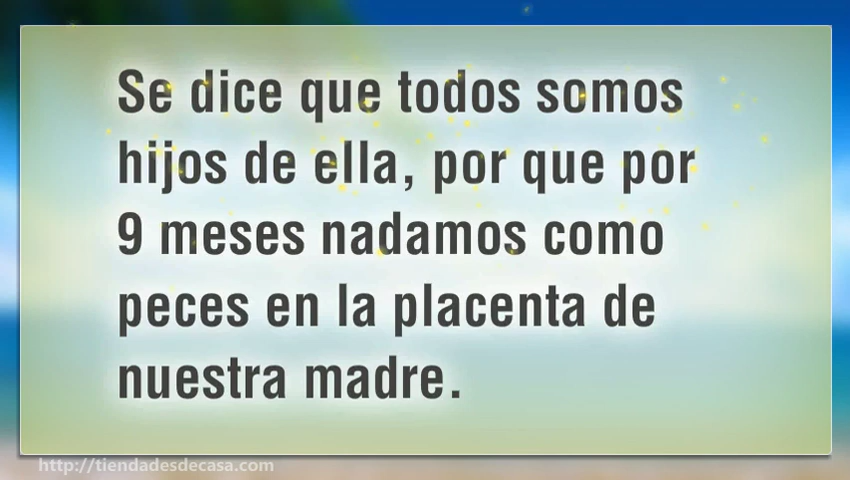 Se dice que todos somos
hijos de ella, por que por
9 meses nadamos como
peces en la placenta de
nuestra madre.
http://tiendadesdecasa.com